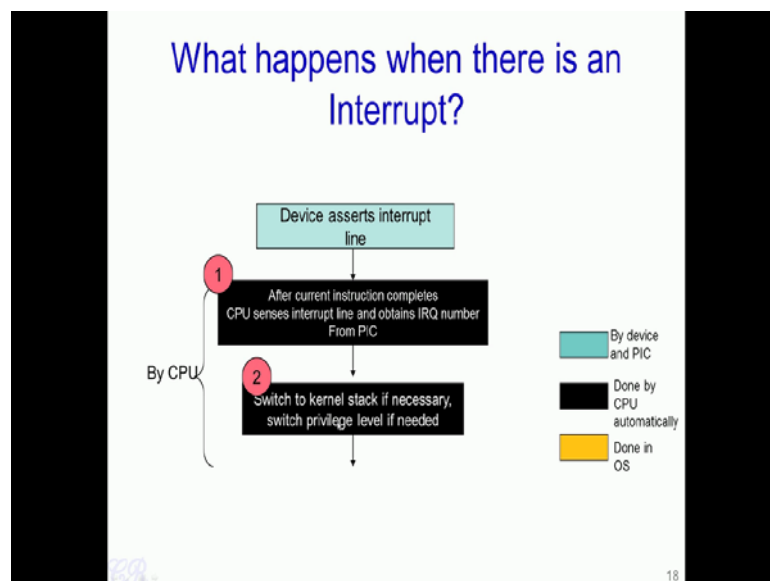 What happens when there is an
Interrupt?
Device asserts interrupt
line
1
After current instruction completes
CPU senses interrupt line and obtains IRQ number
From PIC
By CPU
2
Switch to kernel stack if necessary,
switch privilege level if needed
By device
and PIC
Done by
CPU
automatically
Done in
OS
18